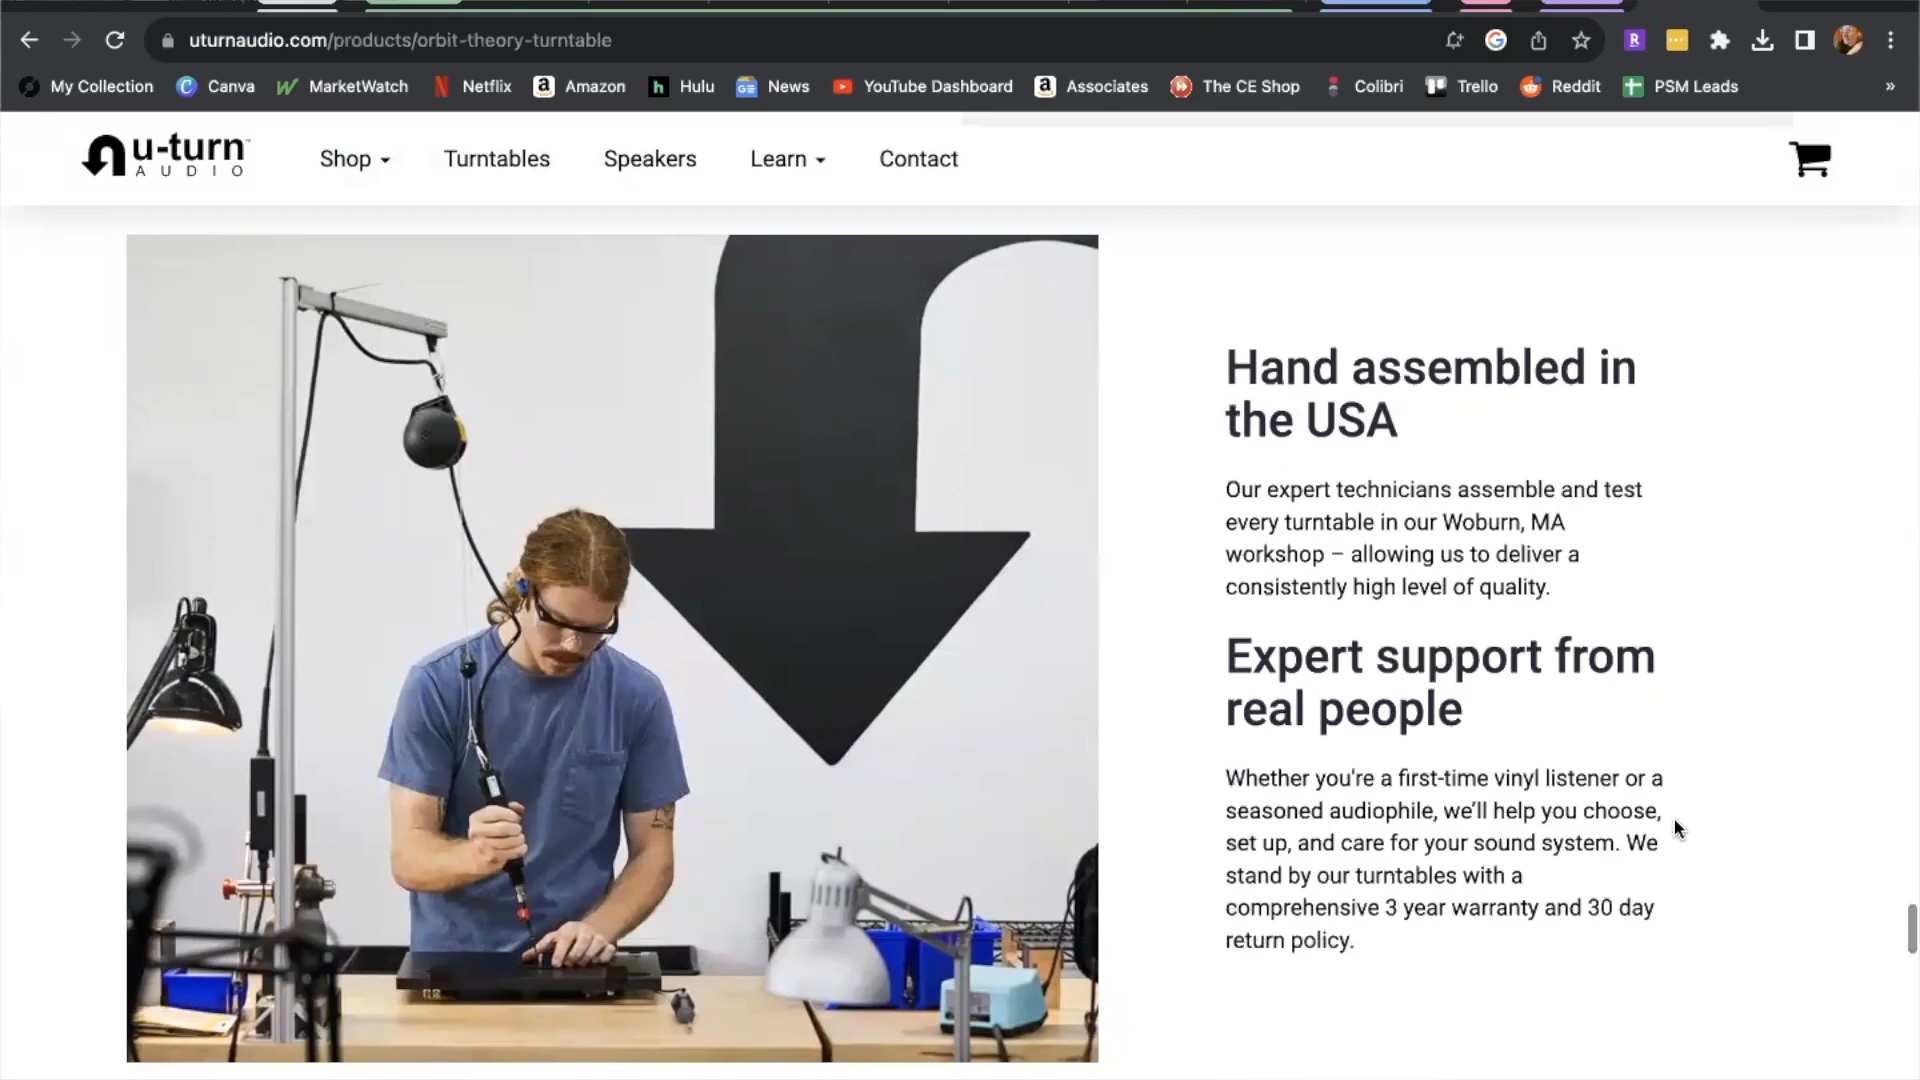 uturnaudio.com/products/orbit-theory-turntable
My Collection Canva MarketWatch Netflix Amazon Hulu News YouTube Dashboard Associates The CE Shop Colibri Trello Reddit PSM Leads »
u-turn
AUDIO
Shop Turntables Speakers Learn Contact
Hand assembled in
the USA
Our expert technicians assemble and test
every turntable in our Woburn, MA
workshop – allowing us to deliver a
consistently high level of quality.
Expert support from
real people
Whether you're a first-time vinyl listener or a
seasoned audiophile, we’ll help you choose,
set up, and care for your sound system. We
stand by our turntables with a
comprehensive 3 year warranty and 30 day
return policy.